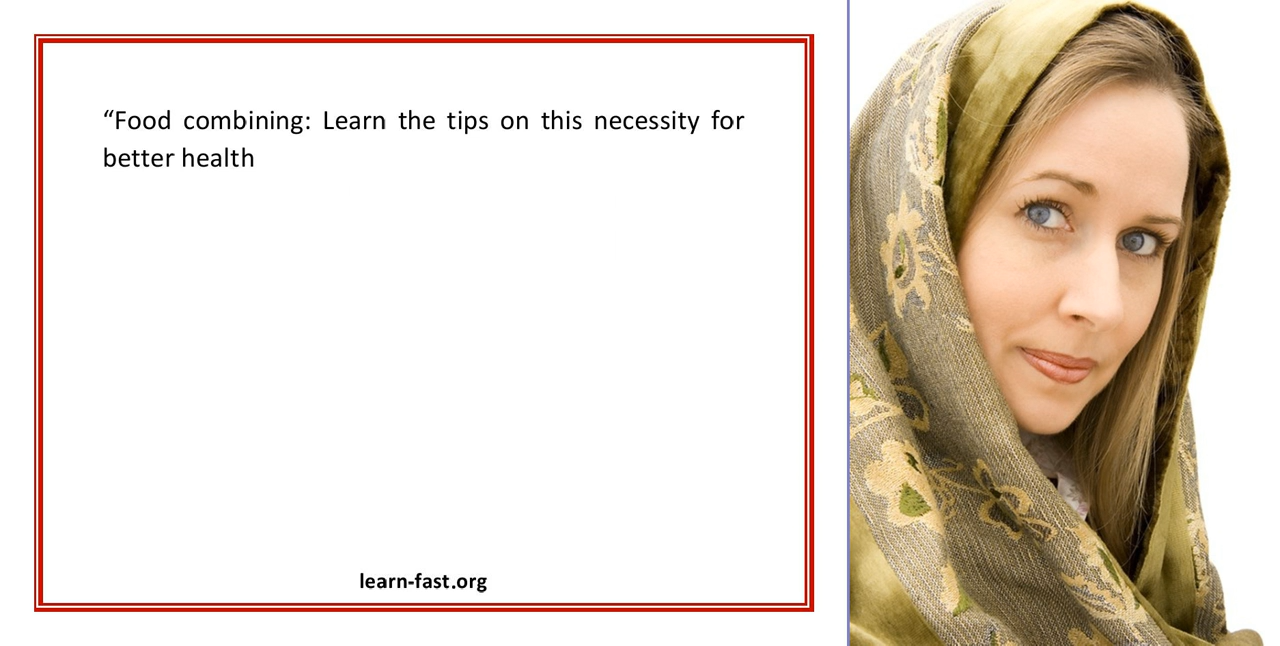 “Food combining: Learn the tips on this necessity for
better health
learn-fast.org